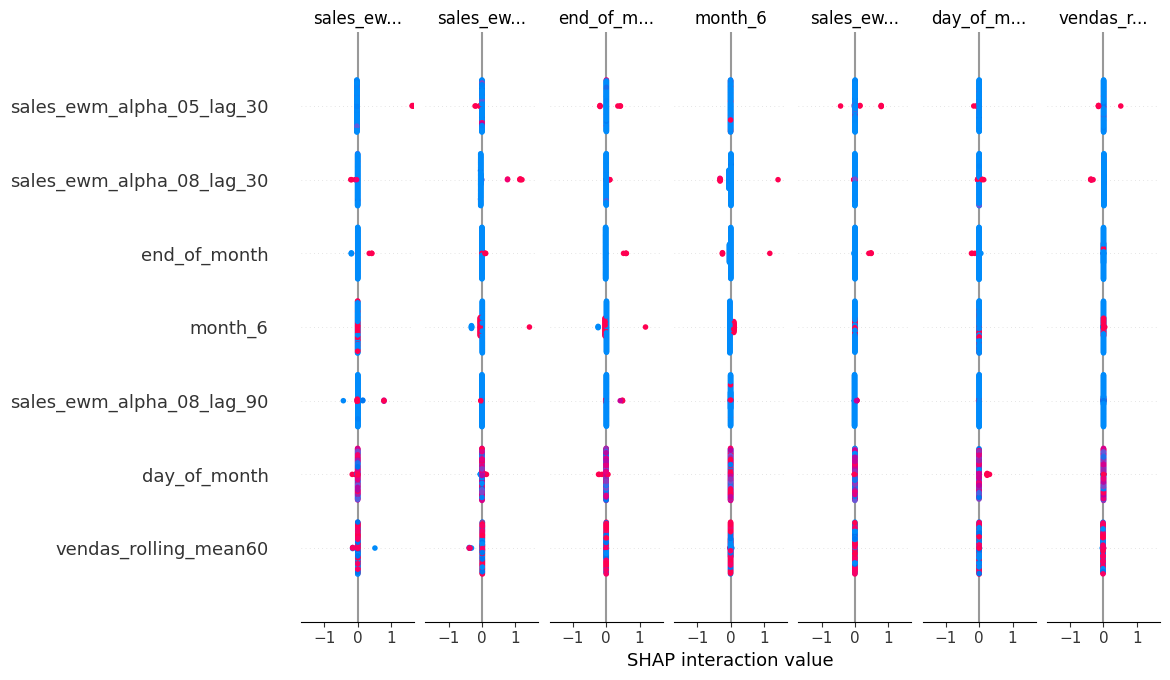 sales_ew... sales_ew... end_of_m... month_6 sales_ew... day_of_m... vendas_r...
sales_ewm_alpha_05_lag_30
sales_ewm_alpha_08_lag_30
end_of_month
month_6
sales_ewm_alpha_08_lag_90
day_of_month
vendas_rolling_mean60
−1 0 1 −1 0 1 −1 0 1 −1 0 1 −1 0 1 −1 0 1 −1 0 1
SHAP interaction value